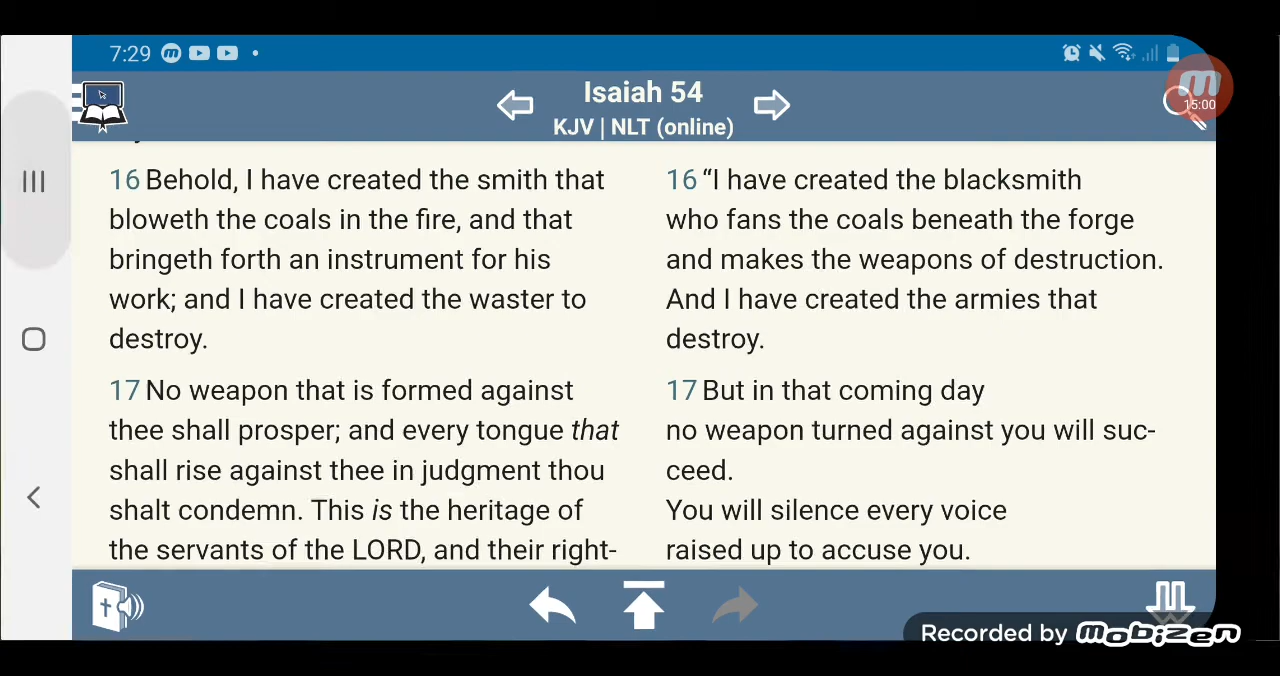 7:29
Isaiah 54
KJV | NLT (online)
15:00
16 Behold, I have created the smith that
bloweth the coals in the fire, and that
bringeth forth an instrument for his
work; and I have created the waster to
destroy.
17 No weapon that is formed against
thee shall prosper; and every tongue that
shall rise against thee in judgment thou
shalt condemn. This is the heritage of
the servants of the LORD, and their right-
16 “I have created the blacksmith
who fans the coals beneath the forge
and makes the weapons of destruction.
And I have created the armies that
destroy.
17 But in that coming day
no weapon turned against you will suc-
ceed.
You will silence every voice
raised up to accuse you.
Recorded by Mobizen